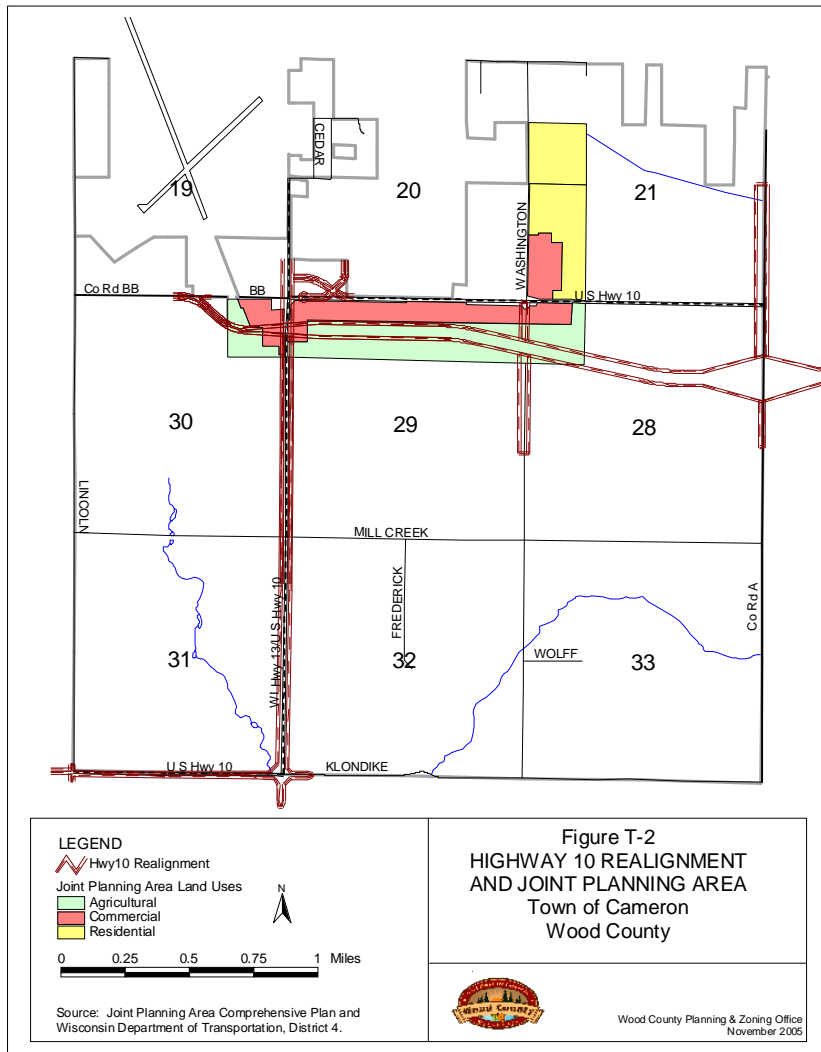 CEDAR
19
20
21
WASHINGTON
Co Rd BB
BB
U S Hwy 10
30
29
28
LINCOLN
MILL CREEK
FREDERICK
WI Hwy 13/U S Hwy 10
Co Rd A
31
32
WOLFF
33
U S Hwy 10
KLONDIKE
LEGEND
Hwy10 Realignment
Joint Planning Area Land Uses
Agricultural
Commercial
Residential
N
0 0.25 0.5 0.75 1 Miles
Source: Joint Planning Area Comprehensive Plan and
Wisconsin Department of Transportation, District 4.
Figure T-2
HIGHWAY 10 REALIGNMENT
AND JOINT PLANNING AREA
Town of Cameron
Wood County
Wood County
Wood County Planning & Zoning Office
November 2005